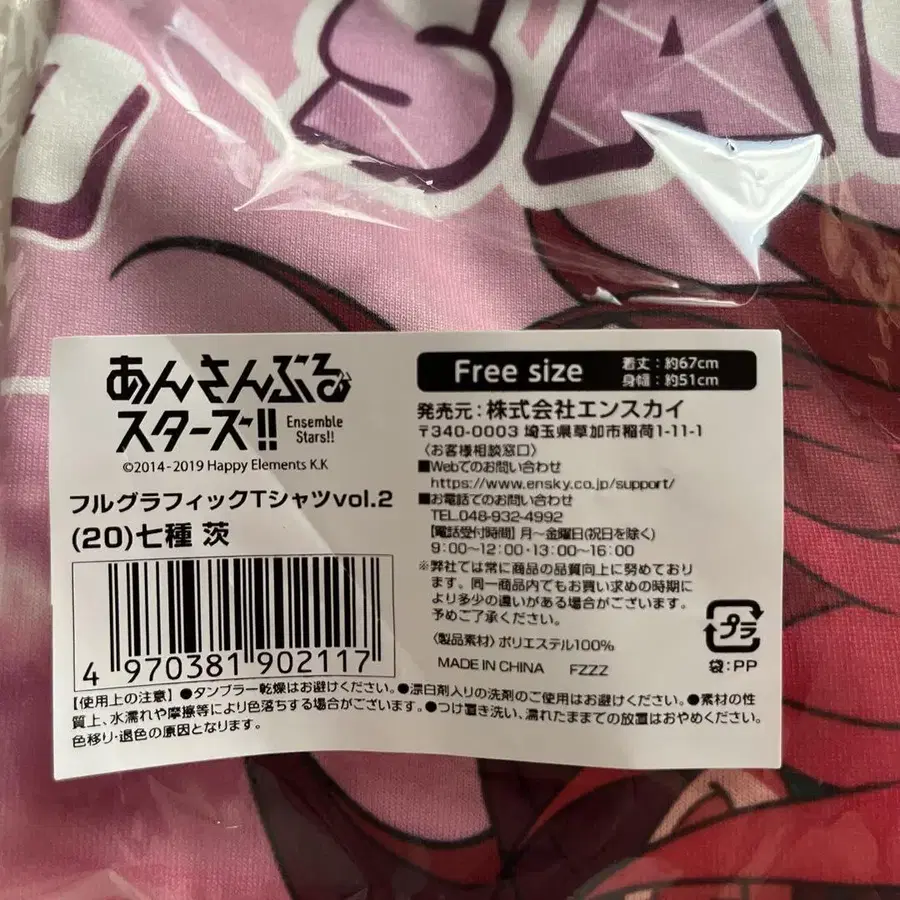 SA
あんさんぶる
スターズ!!
Ensemble
Stars!!
©2014-2019 Happy Elements K.K
フルグラフィックTシャツvol.2
(20)七種 茨
4 970381 902117
Free size
着丈：約67cm
身幅：約51cm
発売元：株式会社エンスカイ
〒340-0003 埼玉県草加市稲荷1-11-1
〈お客様相談窓口〉
■Webでのお問い合わせ
https://www.ensky.co.jp/support/
■お電話でのお問い合わせ
TEL.048-932-4992
【電話受付時間】月～金曜日(祝日を除く)
9：00～12：00・13：00～16：00
※弊社では常に商品の品質向上に努めており
ます。同一商品内でもお買い求めの時期に
より多少の違いがある場合がございます。
予めご了承ください。
〈製品素材〉ポリエステル100%
MADE IN CHINA FZZZ
プラ
袋：PP
【使用上の注意】●タンブラー乾燥はお避けください。●漂白剤入りの洗剤のご使用はお避けください。●素材の性
質上、水濡れや摩擦等により色落ちする場合がございます。●つけ置き洗い、濡れたままでの放置はおやめください。
色移り・退色の原因となります。